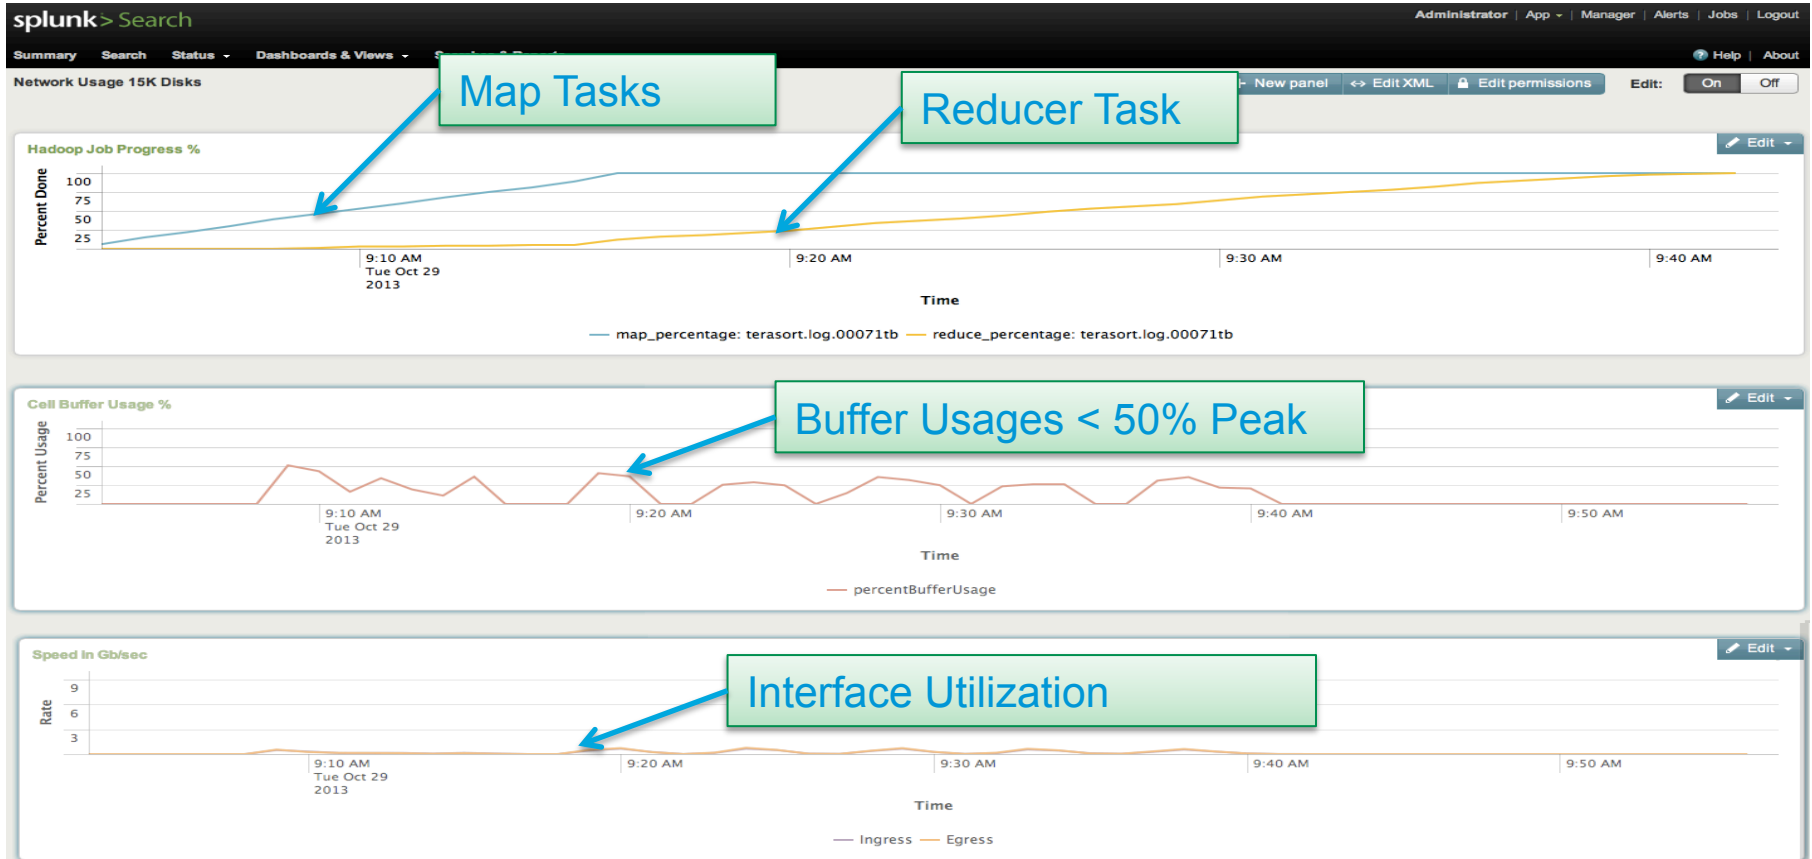 splunk> Search
Administrator | App | Manager | Alerts | Jobs | Logout
Summary Search Status Dashboards & Views
Help | About
Network Usage 15K Disks
New panel Edit XML Edit permissions Edit: On Off
Map Tasks
Reducer Task
Hadoop Job Progress %
Edit
Percent Done
100
75
50
25
9:10 AM
Tue Oct 29
2013
9:20 AM
9:30 AM
9:40 AM
Time
map_percentage: terasort.log.00071tb reduce_percentage: terasort.log.00071tb
Cell Buffer Usage %
Edit
Buffer Usages < 50% Peak
Percent Usage
100
75
50
25
9:10 AM
Tue Oct 29
2013
9:20 AM
9:30 AM
9:40 AM
9:50 AM
Time
percentBufferUsage
Speed in Gb/sec
Edit
Interface Utilization
Rate
9
6
3
9:10 AM
Tue Oct 29
2013
9:20 AM
9:30 AM
9:40 AM
9:50 AM
Time
Ingress Egress